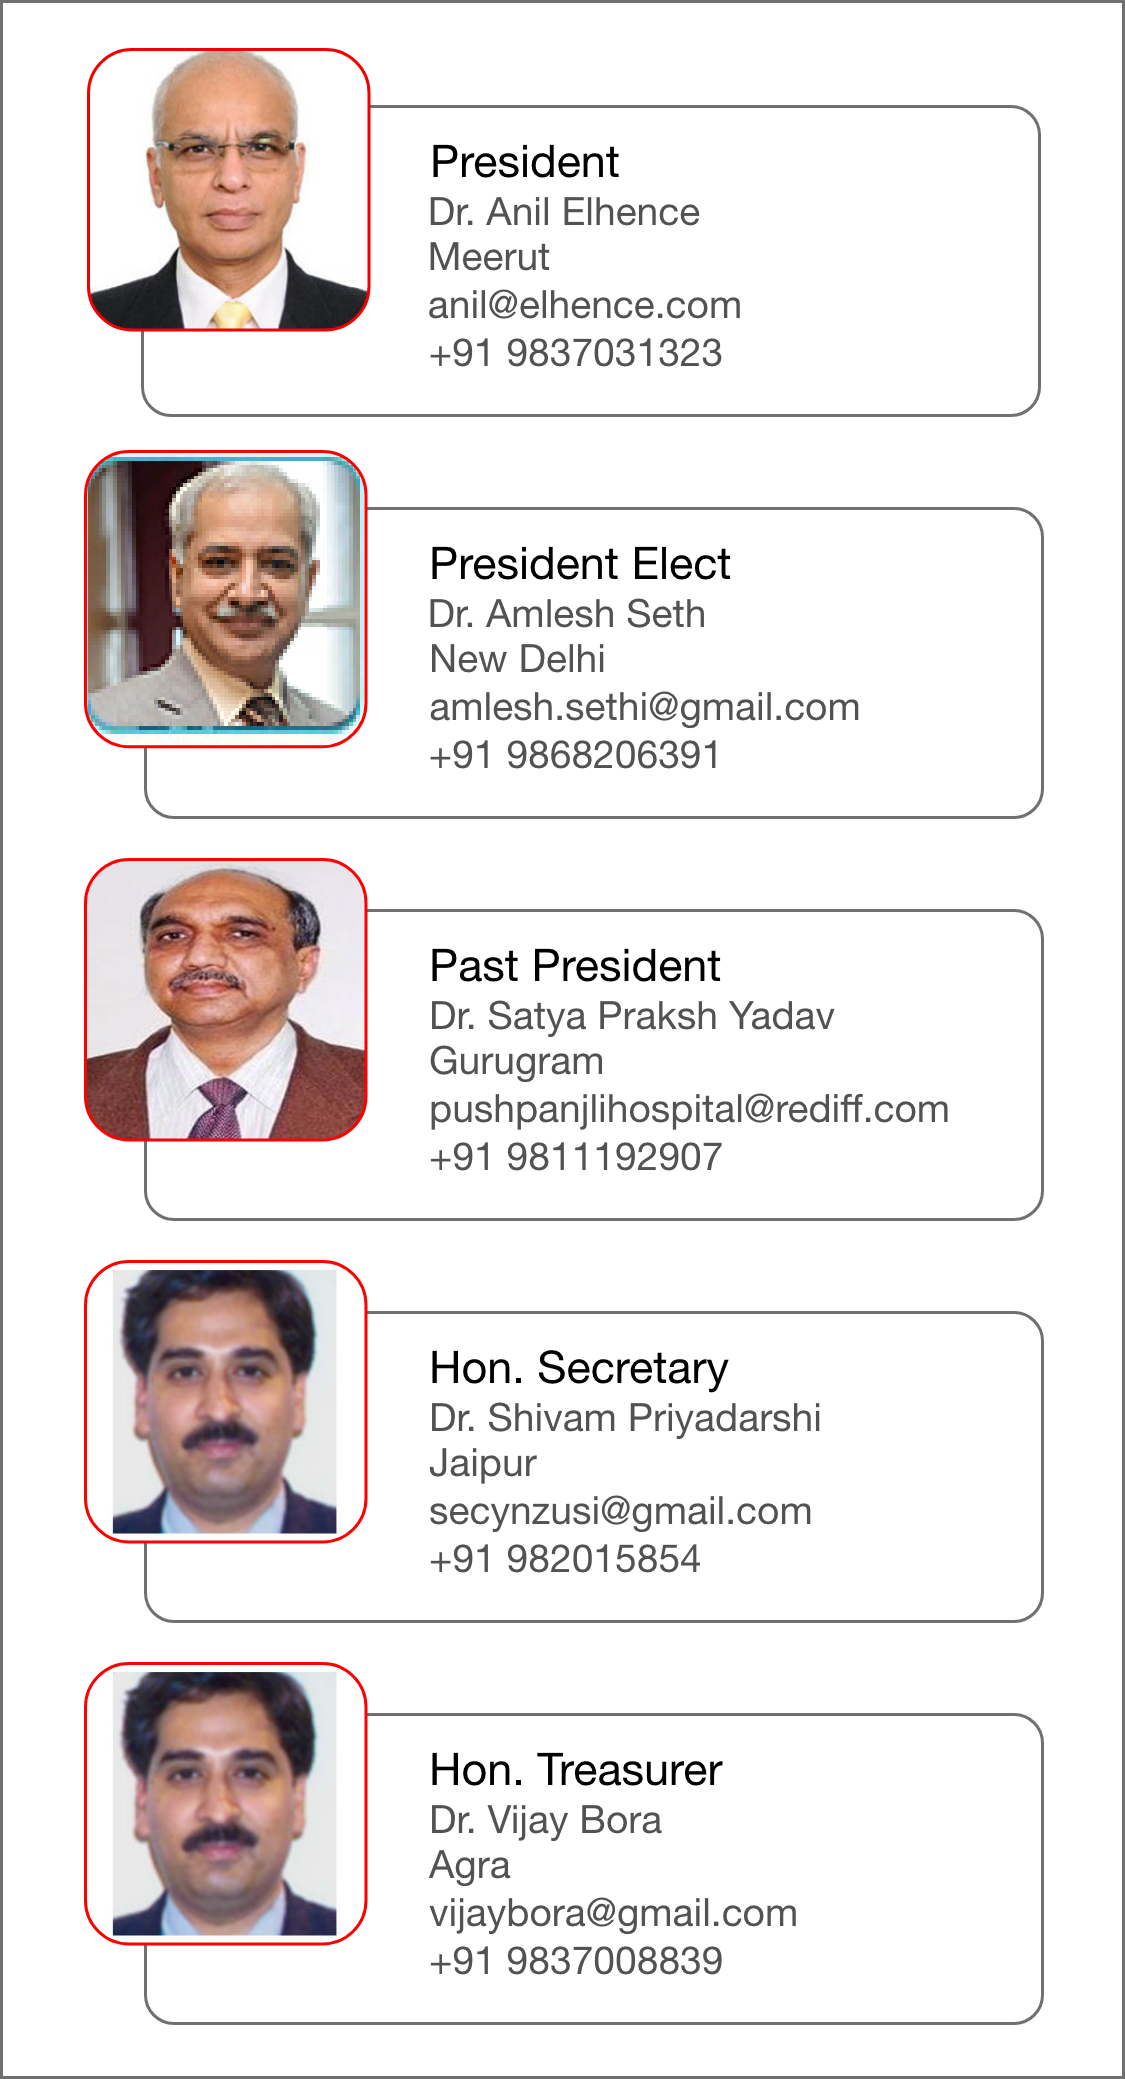 President
Dr. Anil Elhence
Meerut
anil@elhence.com
+91 9837031323
President Elect
Dr. Amlesh Seth
New Delhi
amlesh.sethi@gmail.com
+91 9868206391
Past President
Dr. Satya Praksh Yadav
Gurugram
pushpanjlihospital@rediff.com
+91 9811192907
Hon. Secretary
Dr. Shivam Priyadarshi
Jaipur
secynzusi@gmail.com
+91 982015854
Hon. Treasurer
Dr. Vijay Bora
Agra
vijaybora@gmail.com
+91 9837008839